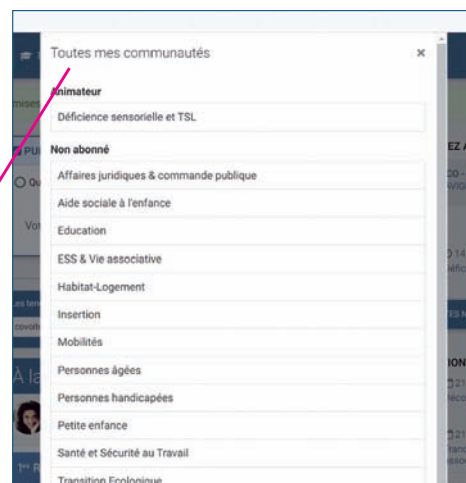 Toutes mes communautés ×
Animateur
Déficience sensorielle et TSL
Non abonné
Affaires juridiques & commande publique
Aide sociale à l'enfance
Education
ESS & Vie associative
Habitat-Logement
Insertion
Mobilités
Personnes âgées
Personnes handicapées
Petite enfance
Santé et Sécurité au Travail
Transition Ecologique